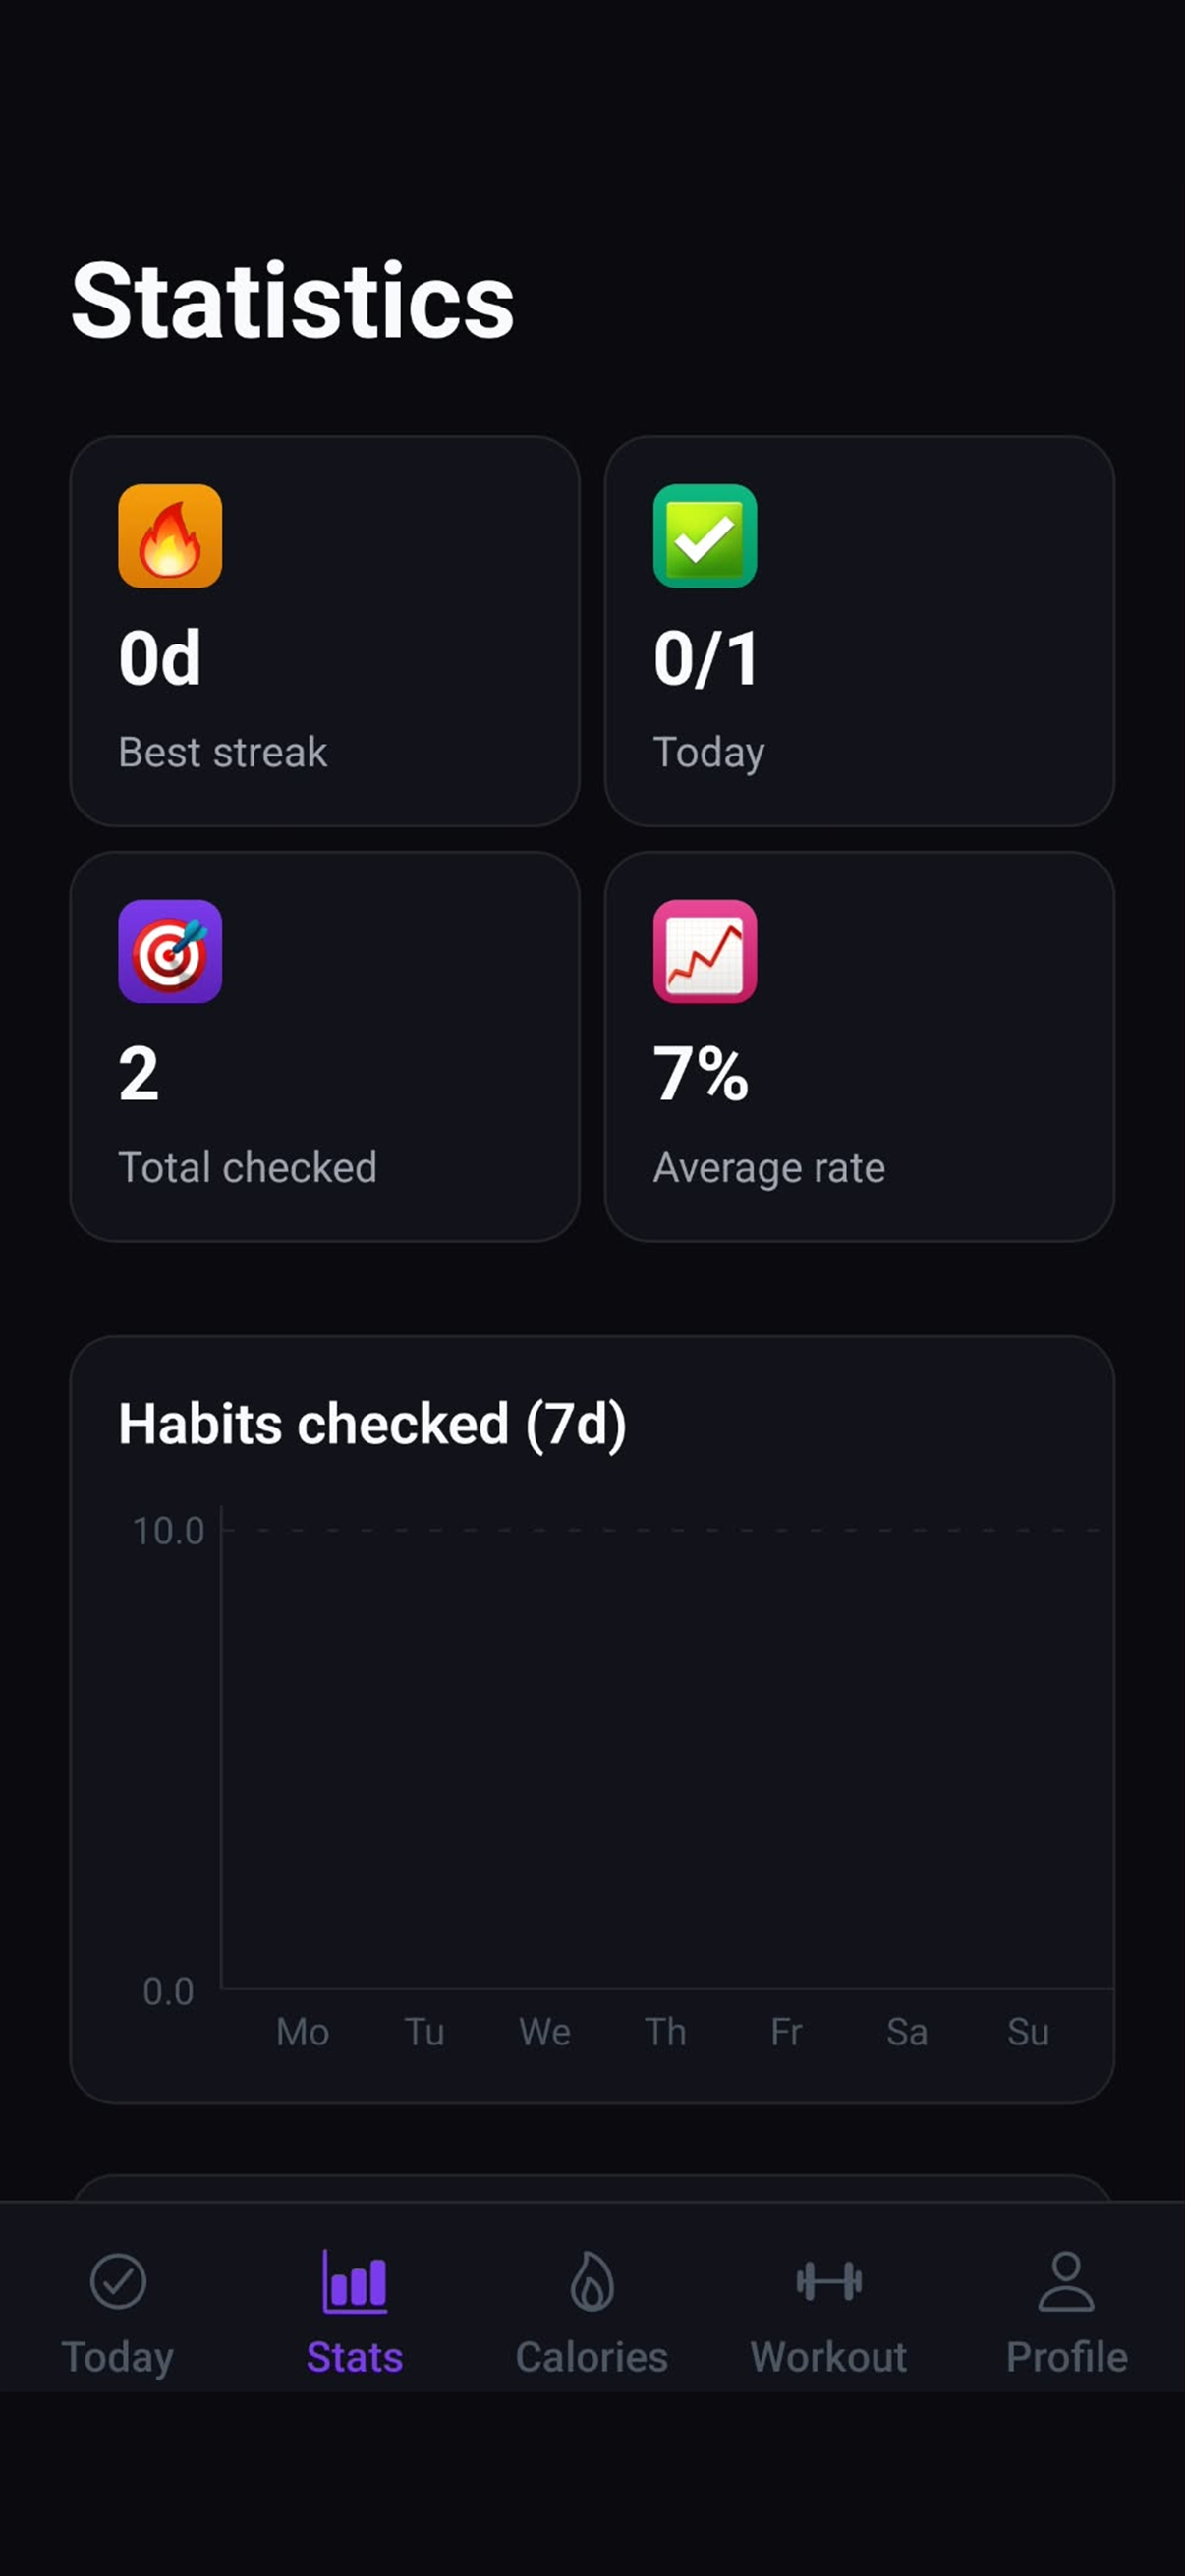 Statistics
0d
Best streak
0/1
Today
2
Total checked
7%
Average rate
Habits checked (7d)
10.0
0.0
Mo Tu We Th Fr Sa Su
Today Stats Calories Workout Profile